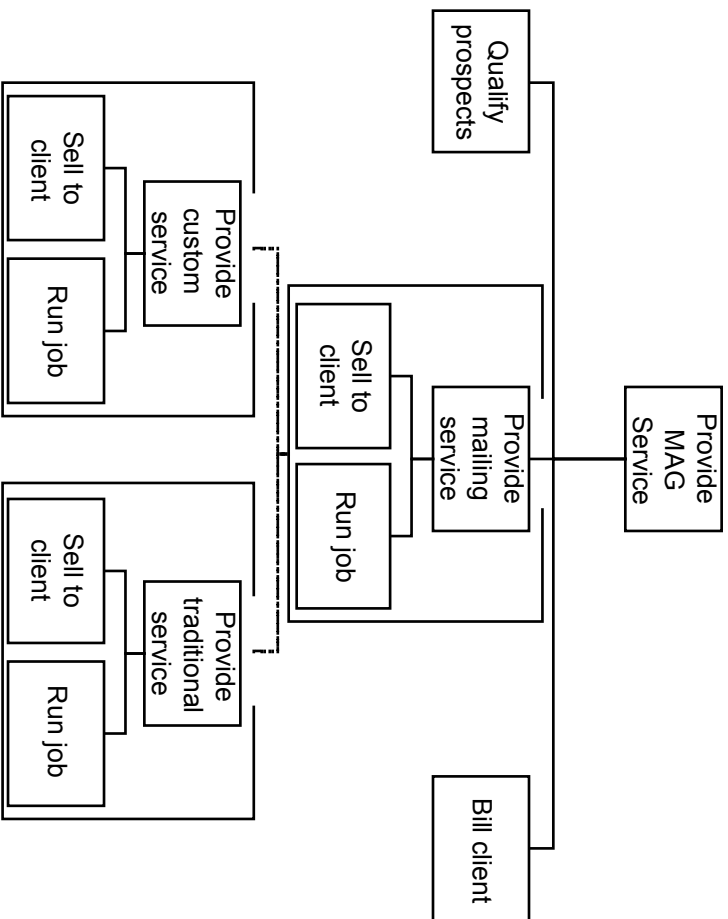 Provide
MAG
Service
Qualify
prospects
Provide
mailing
service
Bill client
Sell to
client
Run job
Provide
custom
service
Provide
traditional
service
Sell to
client
Run job
Sell to
client
Run job